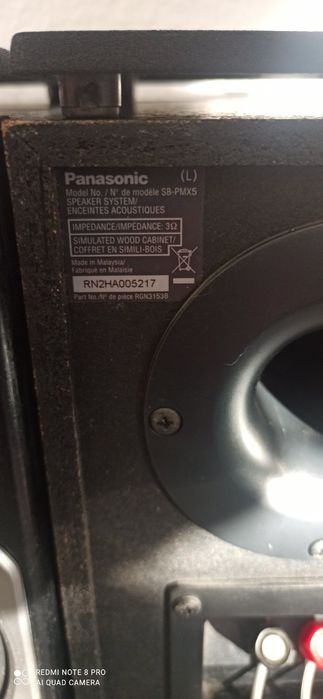 Panasonic (L)
Model No. / N° de modèle SB-PMX5
SPEAKER SYSTEM/
ENCEINTES ACOUSTIQUES
IMPEDANCE/IMPÉDANCE: 3Ω
SIMULATED WOOD CABINET/
COFFRET EN SIMILI-BOIS
Made in Malaysia/
Fabriqué en Malaisie
RN2HA005217
Part No./N° de pièce RGN3153B
REDMI NOTE 8 PRO
AI QUAD CAMERA